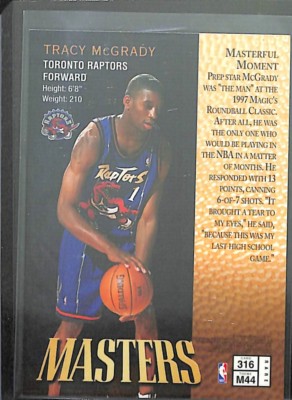 TRACY McGRADY
TORONTO RAPTORS
FORWARD
Height: 6'8"
Weight: 210
RAPTORS
MASTERFUL
MOMENT
PREP STAR MCGRADY
WAS "THE MAN" AT THE
1997 MAGIC'S
ROUNDBALL CLASSIC.
AFTER ALL, HE WAS
THE ONLY ONE WHO
WOULD BE PLAYING IN
THE NBA IN A MATTER
OF MONTHS. HE
RESPONDED WITH 13
POINTS, CANNING
6-OF-7 SHOTS. "IT
BROUGHT A TEAR TO
MY EYES," HE SAID,
"BECAUSE THIS WAS MY
LAST HIGH SCHOOL
GAME."
RAPTORS
1
MASTERS
NBA
316
M44
RARE